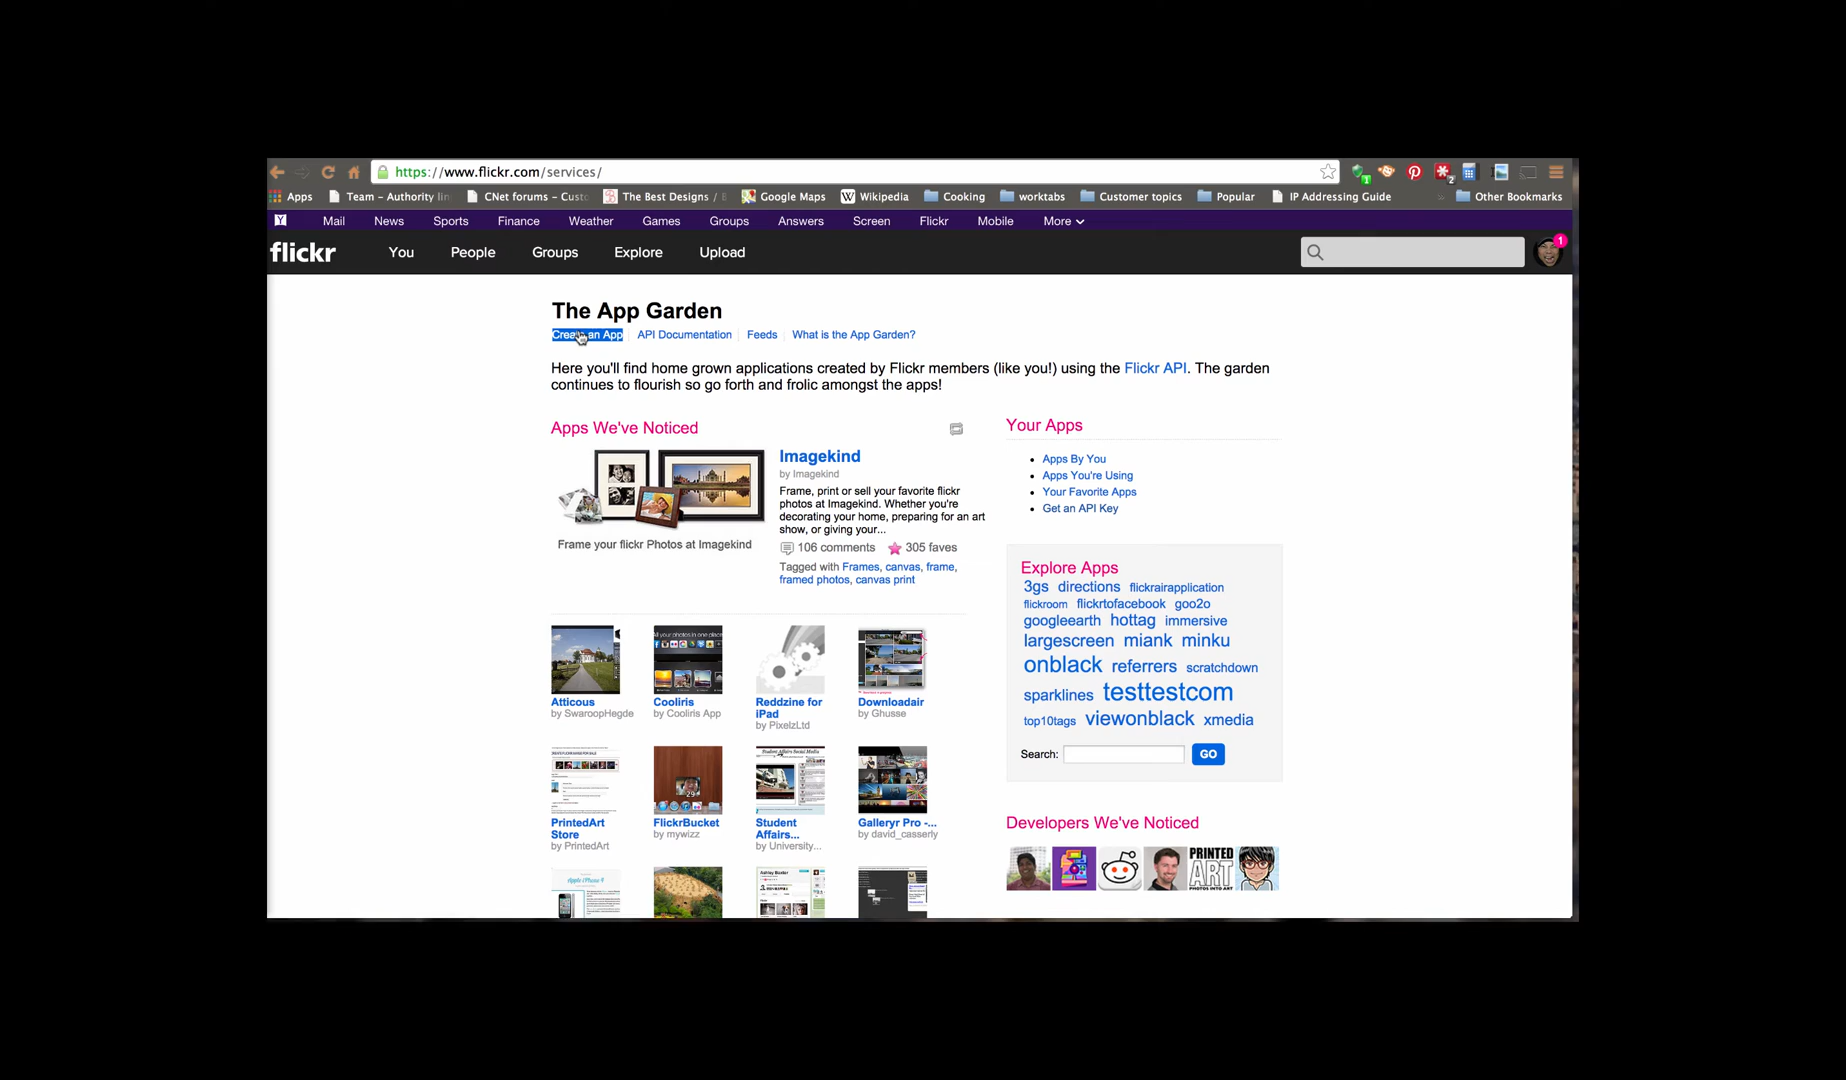 https://www.flickr.com/services/
Apps Team - Authority lin CNet forums - Custo The Best Designs / B Google Maps Wikipedia Cooking worktabs Customer topics Popular IP Addressing Guide » Other Bookmarks
Mail News Sports Finance Weather Games Groups Answers Screen Flickr Mobile More
flickr You People Groups Explore Upload 1
The App Garden
Create an App API Documentation Feeds What is the App Garden?
Here you'll find home grown applications created by Flickr members (like you!) using the Flickr API. The garden
continues to flourish so go forth and frolic amongst the apps!
Apps We've Noticed
Imagekind
by Imagekind
Frame, print or sell your favorite flickr
photos at Imagekind. Whether you're
decorating your home, preparing for an art
show, or giving your...
Frame your flickr Photos at Imagekind
106 comments 305 faves
Tagged with Frames, canvas, frame,
framed photos, canvas print
Atticous
by SwaroopHegde
Cooliris
by Cooliris App
Reddzine for
iPad
by PixelzLtd
Downloadair
by Ghusse
PrintedArt
Store
by PrintedArt
FlickrBucket
by mywizz
Student
Affairs...
by University...
Galleryr Pro -...
by david_casserly
Your Apps
Apps By You
Apps You're Using
Your Favorite Apps
Get an API Key
Explore Apps
3gs directions flickrairapplication
flickroom flickrtofacebook goo2o
googleearth hottag immersive
largescreen miank minku
onblack referrers scratchdown
sparklines testtestcom
top10tags viewonblack xmedia
Search: GO
Developers We've Noticed
PRINTED
ART
PHOTOS INTO ART